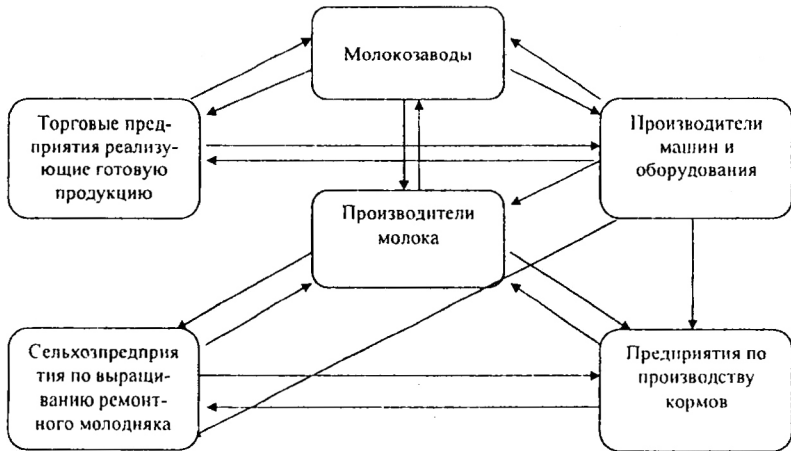 Молокозаводы
Торговые пред-
приятия реализу-
ющие готовую
продукцию
Производители
машин и
оборудования
Производители
молока
Сельхозпредприя
тия по выращи-
ванию ремонт-
ного молодняка
Предприятия по
производству
кормов